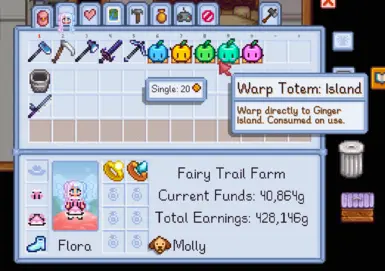 Single: 20
Warp Totem: Island
Warp directly to Ginger
Island. Consumed on use.
Fairy Trail Farm
Current Funds: 40,864g
Total Earnings: 428,146g
Flora
Molly